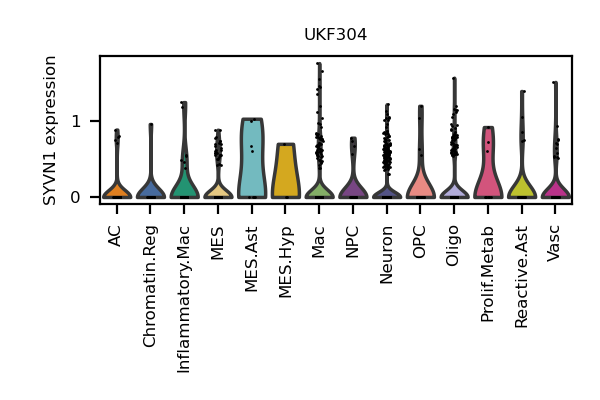 UKF304
SYVN1 expression
1
0
AC
Chromatin.Reg
Inflammatory.Mac
MES
MES.Ast
MES.Hyp
Mac
NPC
Neuron
OPC
Oligo
Prolif.Metab
Reactive.Ast
Vasc